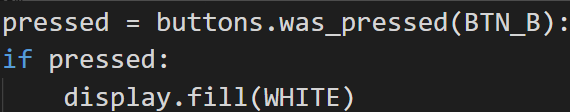 pressed = buttons.was_pressed(BTN_B):
if pressed:
    display.fill(WHITE)